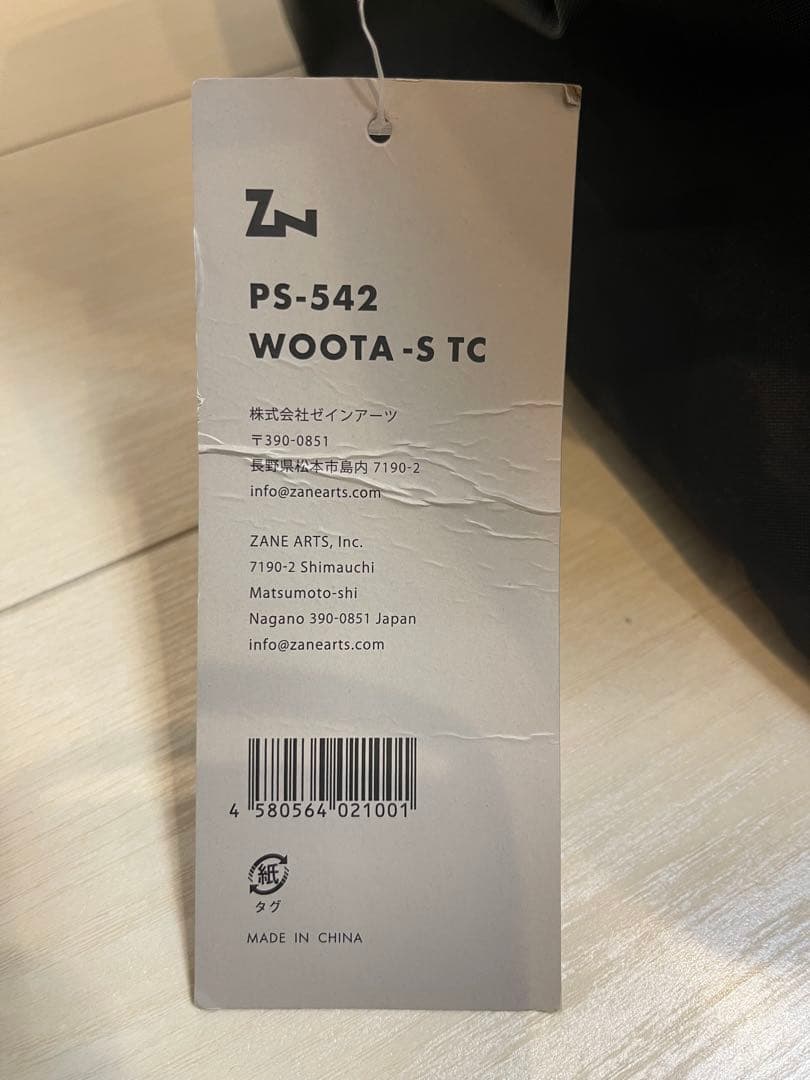 ZN
PS-542
WOOTA -S TC
株式会社ゼインアーツ
〒390-0851
長野県松本市島内 7190-2
info@zanearts.com
ZANE ARTS, Inc.
7190-2 Shimauchi
Matsumoto-shi
Nagano 390-0851 Japan
info@zanearts.com
4 580564 021001
紙
タグ
MADE IN CHINA